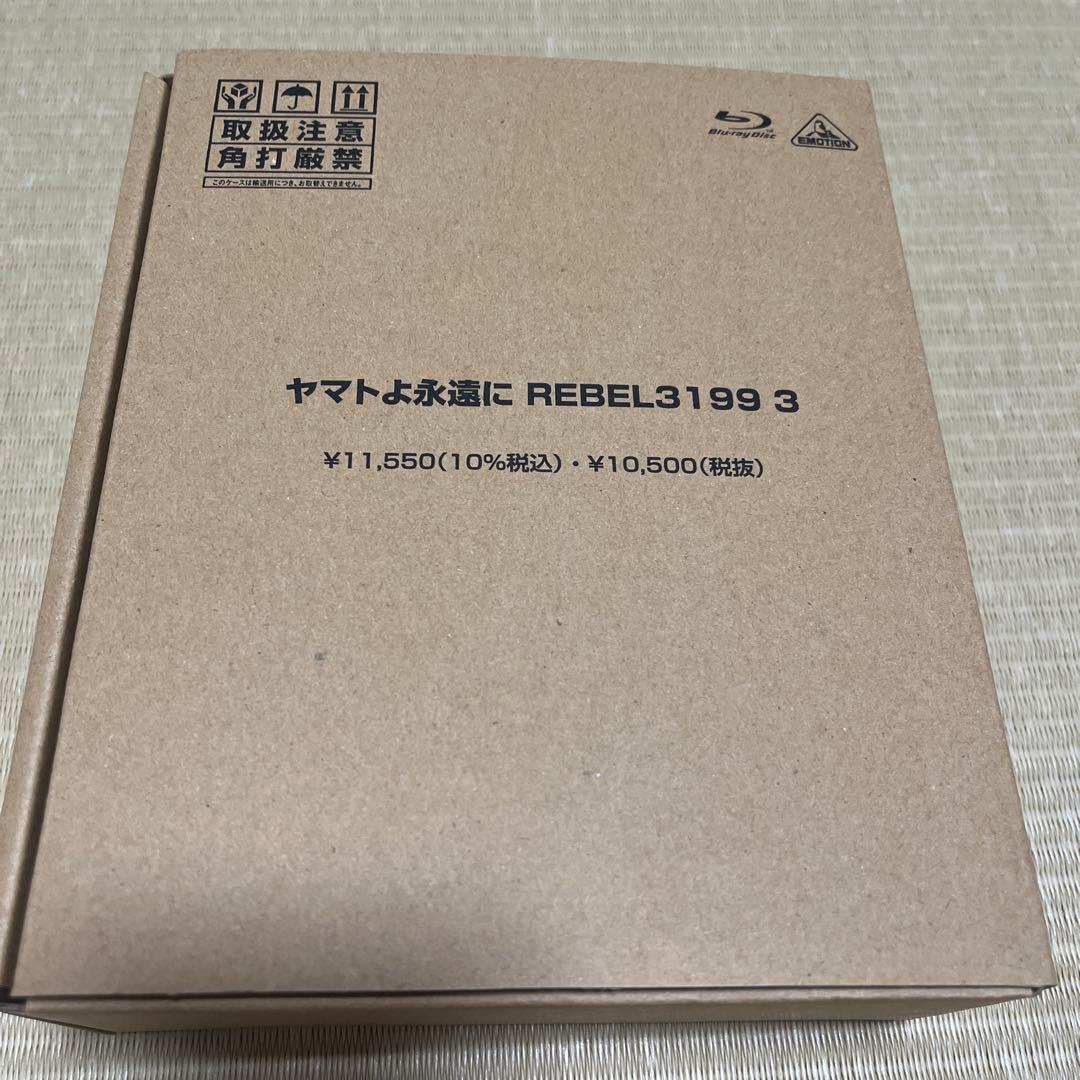 取扱注意
角打厳禁
このケースは輸送用につき、お取替えできません。
Blu-ray Disc
EMOTION
ヤマトよ永遠に REBEL3199 3
¥11,550(10%税込)・¥10,500(税抜)